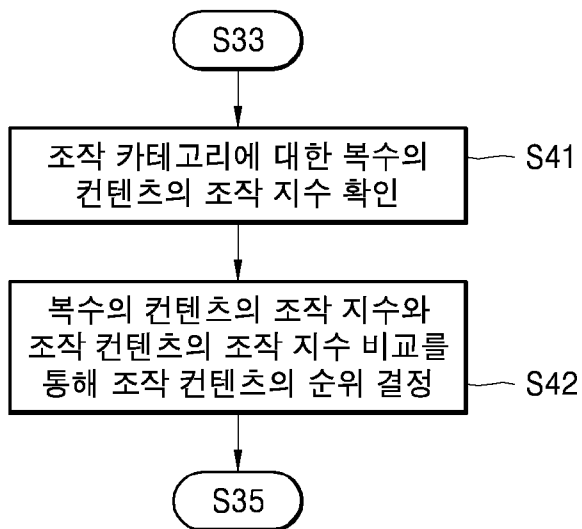 S33
조작 카테고리에 대한 복수의
컨텐츠의 조작 지수 확인
S41
복수의 컨텐츠의 조작 지수와
조작 컨텐츠의 조작 지수 비교를
통해 조작 컨텐츠의 순위 결정
S42
S35